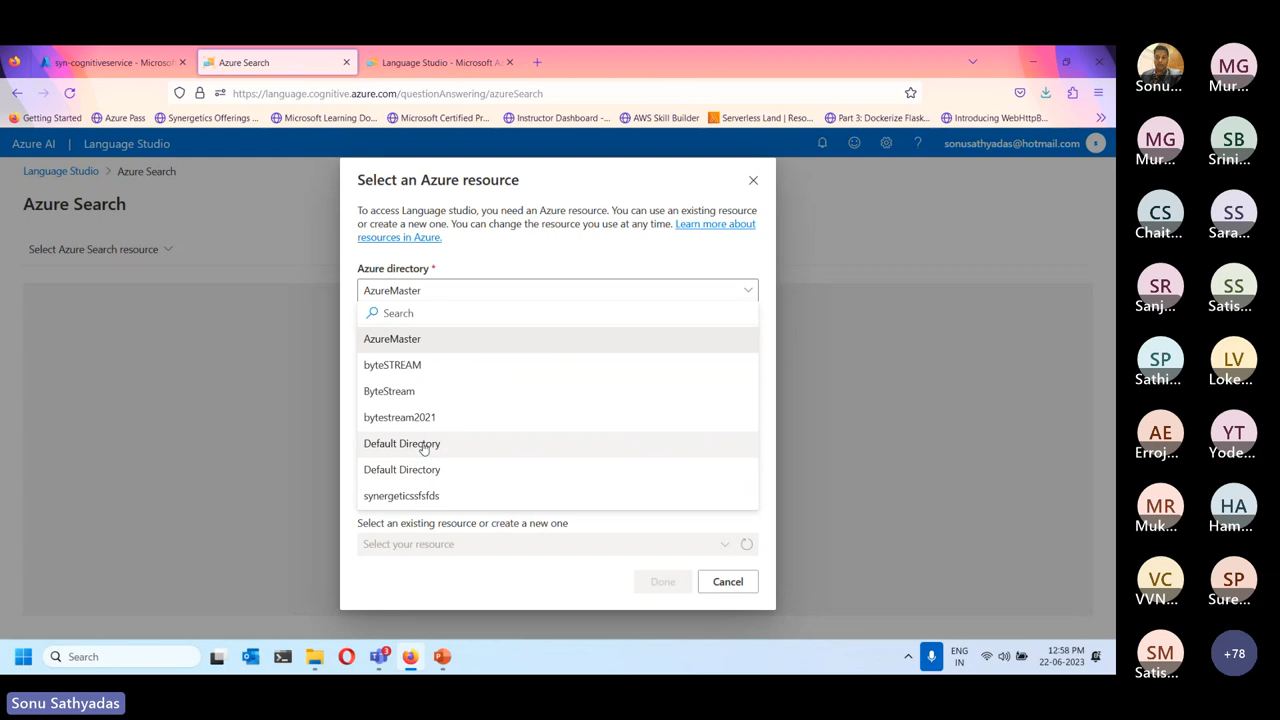 syn-cognitiveservice - Microsof
Azure Search
Language Studio - Microsoft A
https://language.cognitive.azure.com/questionAnswering/azureSearch
Getting Started
Azure Pass
Synergetics Offerings ...
Microsoft Learning Do...
Microsoft Certified Pr...
Instructor Dashboard -...
AWS Skill Builder
Serverless Land | Reso...
Part 3: Dockerize Flask...
Introducing WebHttpB...
Azure AI | Language Studio
sonusathyadas@hotmail.com
s
Language Studio > Azure Search
Azure Search
Select Azure Search resource
Select an Azure resource
To access Language studio, you need an Azure resource. You can use an existing resource
or create a new one. You can change the resource you use at any time. Learn more about
resources in Azure.
Azure directory *
AzureMaster
Search
AzureMaster
byteSTREAM
ByteStream
bytestream2021
Default Directory
Default Directory
synergeticssfsfds
Select an existing resource or create a new one
Select your resource
Done
Cancel
Search
3
ENG
IN
12:58 PM
22-06-2023
Sonu Sathyadas
Sonu...
MG
Mur...
MG
Mur...
SB
Srini...
CS
Chait...
SS
Sara...
SR
Sanj...
SS
Satis...
SP
Sathi...
LV
Loke...
AE
Erroj...
YT
Yode...
MR
Muk...
HA
Ham...
VC
VVN...
SP
Sure...
SM
Satis...
+78